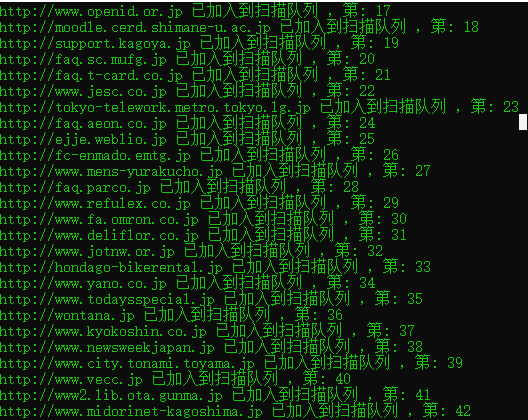 http://www.openid.or.jp 已加入到扫描队列 , 第: 17
http://moodle.cerd.shimane-u.ac.jp 已加入到扫描队列 , 第: 18
http://support.kagoya.jp 已加入到扫描队列 , 第: 19
http://faq.sc.mufg.jp 已加入到扫描队列 , 第: 20
http://faq.t-card.co.jp 已加入到扫描队列 , 第: 21
http://www.jesc.co.jp 已加入到扫描队列 , 第: 22
http://tokyo-telework.metro.tokyo.lg.jp 已加入到扫描队列 , 第: 23
http://faq.aeon.co.jp 已加入到扫描队列 , 第: 24
http://ejje.weblio.jp 已加入到扫描队列 , 第: 25
http://fc-enmado.emtg.jp 已加入到扫描队列 , 第: 26
http://www.mens-yurakucho.jp 已加入到扫描队列 , 第: 27
http://faq.parco.jp 已加入到扫描队列 , 第: 28
http://www.refulex.co.jp 已加入到扫描队列 , 第: 29
http://www.fa.omron.co.jp 已加入到扫描队列 , 第: 30
http://www.deliflor.co.jp 已加入到扫描队列 , 第: 31
http://www.jotnw.or.jp 已加入到扫描队列 , 第: 32
http://hondago-bikerental.jp 已加入到扫描队列 , 第: 33
http://www.yano.co.jp 已加入到扫描队列 , 第: 34
http://www.todaysspecial.jp 已加入到扫描队列 , 第: 35
http://wontana.jp 已加入到扫描队列 , 第: 36
http://www.kyokoshin.co.jp 已加入到扫描队列 , 第: 37
http://www.newsweekjapan.jp 已加入到扫描队列 , 第: 38
http://www.city.tonami.toyama.jp 已加入到扫描队列 , 第: 39
http://www.vecc.jp 已加入到扫描队列 , 第: 40
http://www2.lib.ota.gunma.jp 已加入到扫描队列 , 第: 41
http://www.midorinet-kagoshima.jp 已加入到扫描队列 , 第: 42